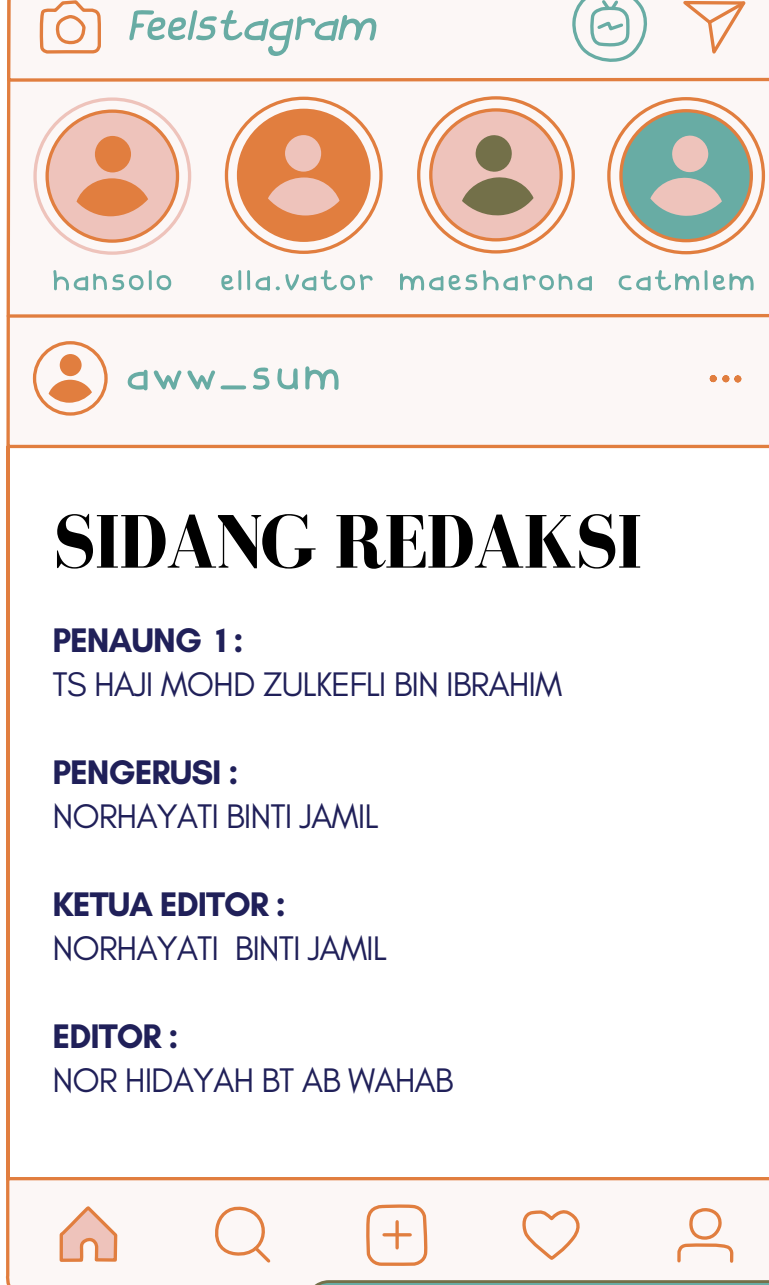 Feelstagram
hansolo ella.vator maesharona catmlem
aww_sum
SIDANG REDAKSI
PENAUNG 1 :
TS HAJI MOHD ZULKEFLI BIN IBRAHIM
PENGERUSI :
NORHAYATI BINTI JAMIL
KETUA EDITOR :
NORHAYATI BINTI JAMIL
EDITOR :
NOR HIDAYAH BT AB WAHAB